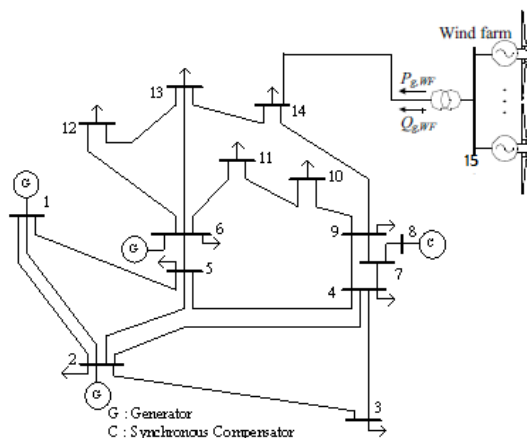 Wind farm
P_g,WF
Q_g,WF
15
13
14
12
11
10
G
1
G
6
5
9
8
C
7
4
2
G
3
G : Generator
C : Synchronous Compensator